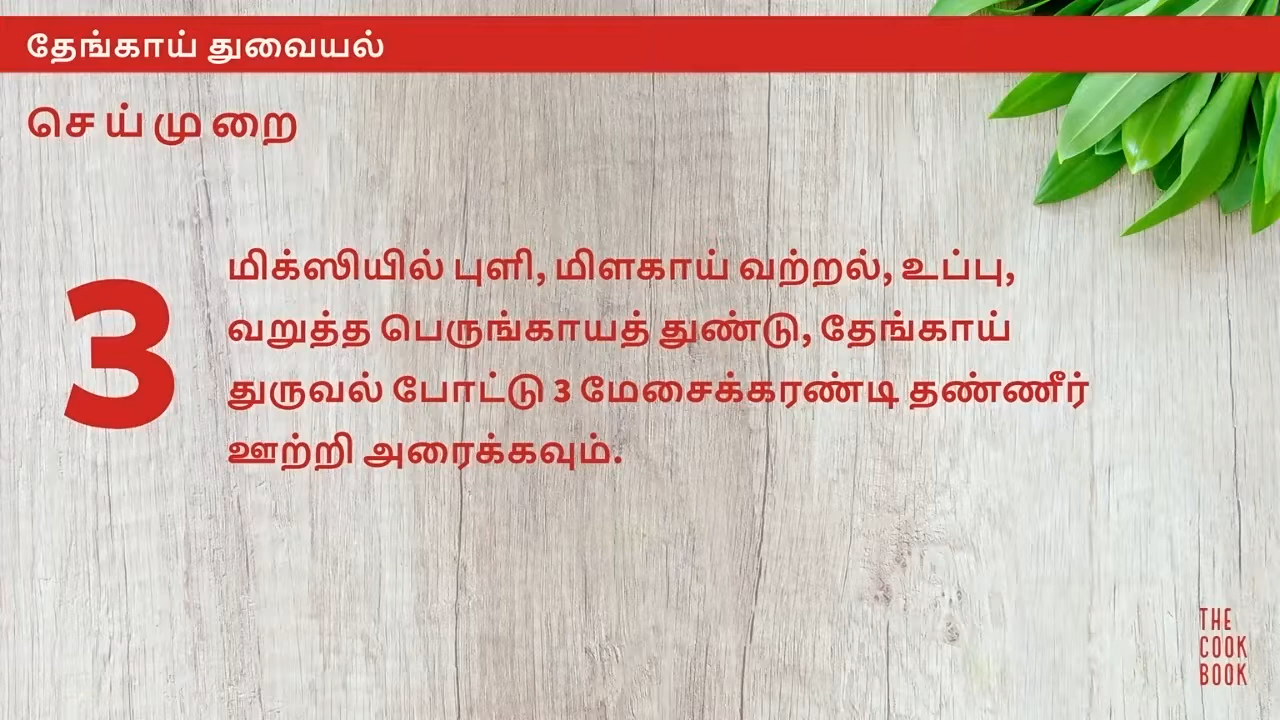 தேங்காய் துவையல்
செய்முறை
3
மிக்ஸியில் புளி, மிளகாய் வற்றல், உப்பு,
வறுத்த பெருங்காயத் துண்டு, தேங்காய்
துருவல் போட்டு 3 மேசைக்கரண்டி தண்ணீர்
ஊற்றி அரைக்கவும்.
THE
COOK
BOOK